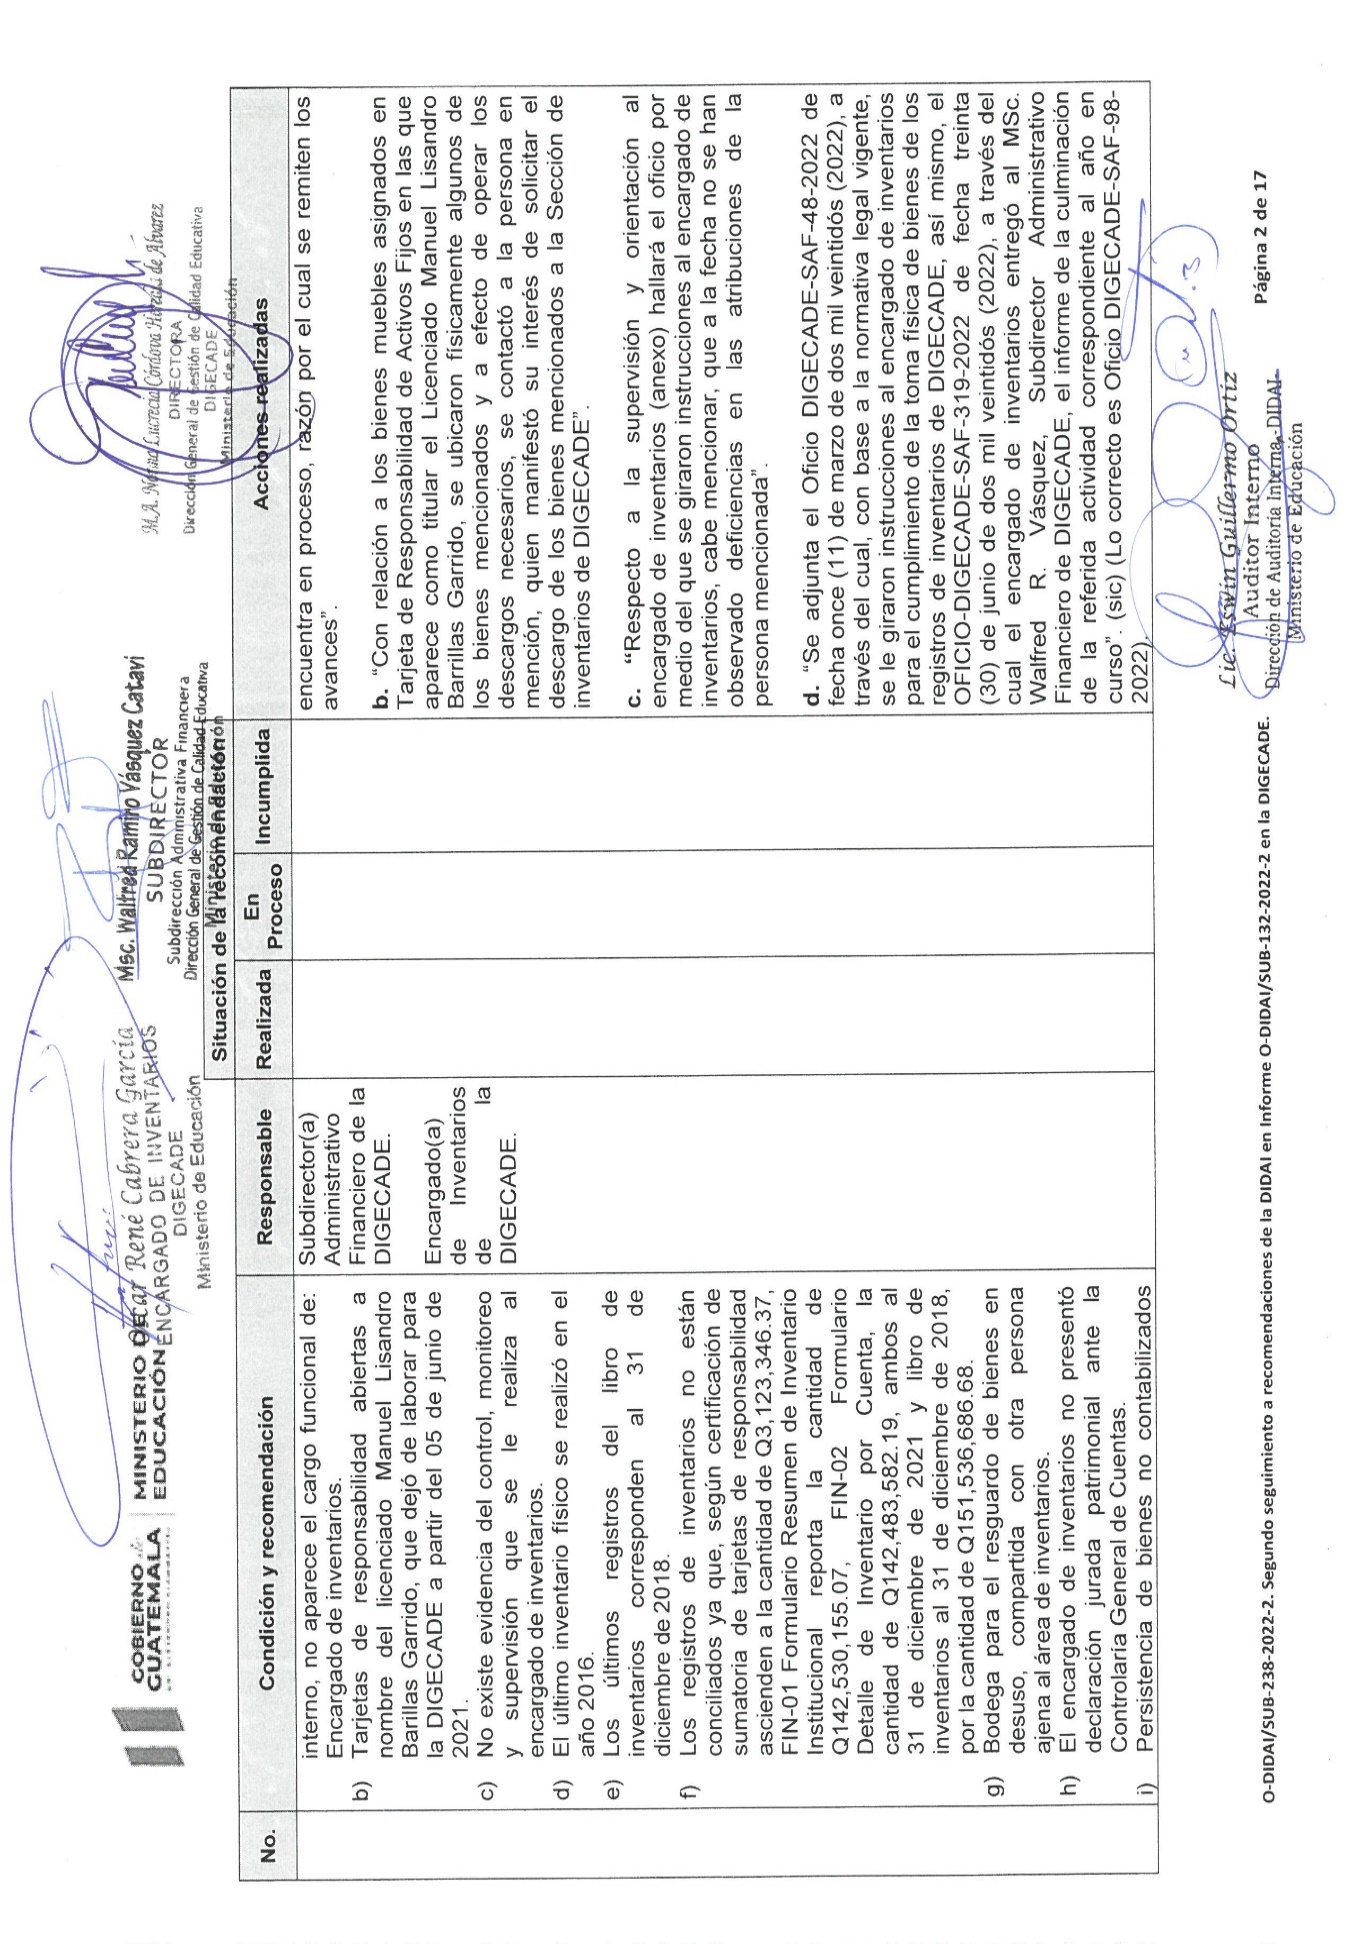 GOBIERNO de
GUATEMALA
MINISTERIO DE
EDUCACIÓN
Oscar René Cabrera García
ENCARGADO DE INVENTARIOS
DIGECADE
Ministerio de Educación
Msc. Walfred Ramiro Vásquez Cataví
SUBDIRECTOR
Subdirección Administrativa Financiera
Dirección General de Gestión de Calidad Educativa
Ministerio de Educación
M.A. Norma Lucrecia Córdova Heredia de Álvarez
DIRECTORA
Dirección General de Gestión de Calidad Educativa
DIGECADE
Ministerio de Educación
Situación de la recomendación
No.
Condición y recomendación
Responsable
Realizada
En
Proceso
Incumplida
Acciones realizadas
interno, no aparece el cargo funcional de:
Encargado de inventarios.
b) Tarjetas de responsabilidad abiertas a
nombre del licenciado Manuel Lisandro
Barillas Garrido, que dejó de laborar para
la DIGECADE a partir del 05 de junio de
2021.
c) No existe evidencia del control, monitoreo
y supervisión que se le realiza al
encargado de inventarios.
d) El último inventario físico se realizó en el
año 2016.
e) Los últimos registros del libro de
inventarios corresponden al 31 de
diciembre de 2018.
f) Los registros de inventarios no están
conciliados ya que, según certificación de
sumatoria de tarjetas de responsabilidad
ascienden a la cantidad de Q3,123,346.37,
FIN-01 Formulario Resumen de Inventario
Institucional reporta la cantidad de
Q142,530,155.07, FIN-02 Formulario
Detalle de Inventario por Cuenta, la
cantidad de Q142,483,582.19, ambos al
31 de diciembre de 2021 y libro de
inventarios al 31 de diciembre de 2018,
por la cantidad de Q151,536,686.68.
g) Bodega para el resguardo de bienes en
desuso, compartida con otra persona
ajena al área de inventarios.
h) El encargado de inventarios no presentó
declaración jurada patrimonial ante la
Controlaría General de Cuentas.
i) Persistencia de bienes no contabilizados
Subdirector(a)
Administrativo
Financiero de la
DIGECADE.
Encargado(a)
de Inventarios
de la
DIGECADE.
encuentra en proceso, razón por el cual se remiten los
avances”.
b. “Con relación a los bienes muebles asignados en
Tarjeta de Responsabilidad de Activos Fijos en las que
aparece como titular el Licenciado Manuel Lisandro
Barrillas Garrido, se ubicaron físicamente algunos de
los bienes mencionados y a efecto de operar los
descargos necesarios, se contactó a la persona en
mención, quien manifestó su interés de solicitar el
descargo de los bienes mencionados a la Sección de
inventarios de DIGECADE”.
c. “Respecto a la supervisión y orientación al
encargado de inventarios (anexo) hallará el oficio por
medio del que se giraron instrucciones al encargado de
inventarios, cabe mencionar, que a la fecha no se han
observado deficiencias en las atribuciones de la
persona mencionada”.
d. “Se adjunta el Oficio DIGECADE-SAF-48-2022 de
fecha once (11) de marzo de dos mil veintidós (2022), a
través del cual, con base a la normativa legal vigente,
se le giraron instrucciones al encargado de inventarios
para el cumplimiento de la toma física de bienes de los
registros de inventarios de DIGECADE, así mismo, el
OFICIO-DIGECADE-SAF-319-2022 de fecha treinta
(30) de junio de dos mil veintidós (2022), a través del
cual el encargado de inventarios entregó al MSc.
Walfred R. Vásquez, Subdirector Administrativo
Financiero de DIGECADE, el informe de la culminación
de la referida actividad correspondiente al año en
curso”. (sic) (Lo correcto es Oficio DIGECADE-SAF-98-
2022).
Lic. Eswin Guillermo Ortiz
Auditor Interno
Dirección de Auditoria Interna -DIDAI-
Ministerio de Educación
O-DIDAI/SUB-238-2022-2. Segundo seguimiento a recomendaciones de la DIDAI en Informe O-DIDAI/SUB-132-2022-2 en la DIGECADE.
Página 2 de 17